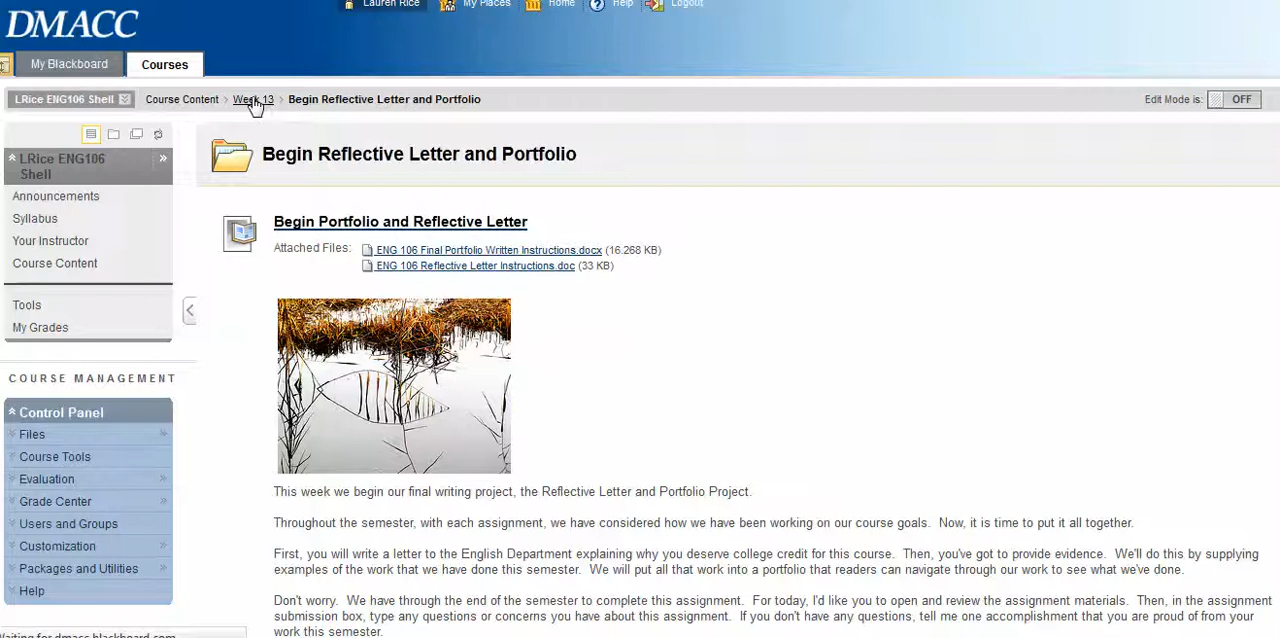 Lauren Rice My Places Home Help Logout
DMACC
My Blackboard Courses
LRice ENG106 Shell Course Content > Week 13 > Begin Reflective Letter and Portfolio Edit Mode is: OFF
LRice ENG106 Shell
Announcements
Syllabus
Your Instructor
Course Content
Tools
My Grades
COURSE MANAGEMENT
Control Panel
Files
Course Tools
Evaluation
Grade Center
Users and Groups
Customization
Packages and Utilities
Help
Begin Reflective Letter and Portfolio
Begin Portfolio and Reflective Letter
Attached Files: ENG 106 Final Portfolio Written Instructions.docx (16.268 KB)
ENG 106 Reflective Letter Instructions.doc (33 KB)
This week we begin our final writing project, the Reflective Letter and Portfolio Project.
Throughout the semester, with each assignment, we have considered how we have been working on our course goals. Now, it is time to put it all together.
First, you will write a letter to the English Department explaining why you deserve college credit for this course. Then, you've got to provide evidence. We'll do this by supplying
examples of the work that we have done this semester. We will put all that work into a portfolio that readers can navigate through our work to see what we've done.
Don't worry. We have through the end of the semester to complete this assignment. For today, I'd like you to open and review the assignment materials. Then, in the assignment
submission box, type any questions or concerns you have about this assignment. If you don't have any questions, tell me one accomplishment that you are proud of from your
work this semester.